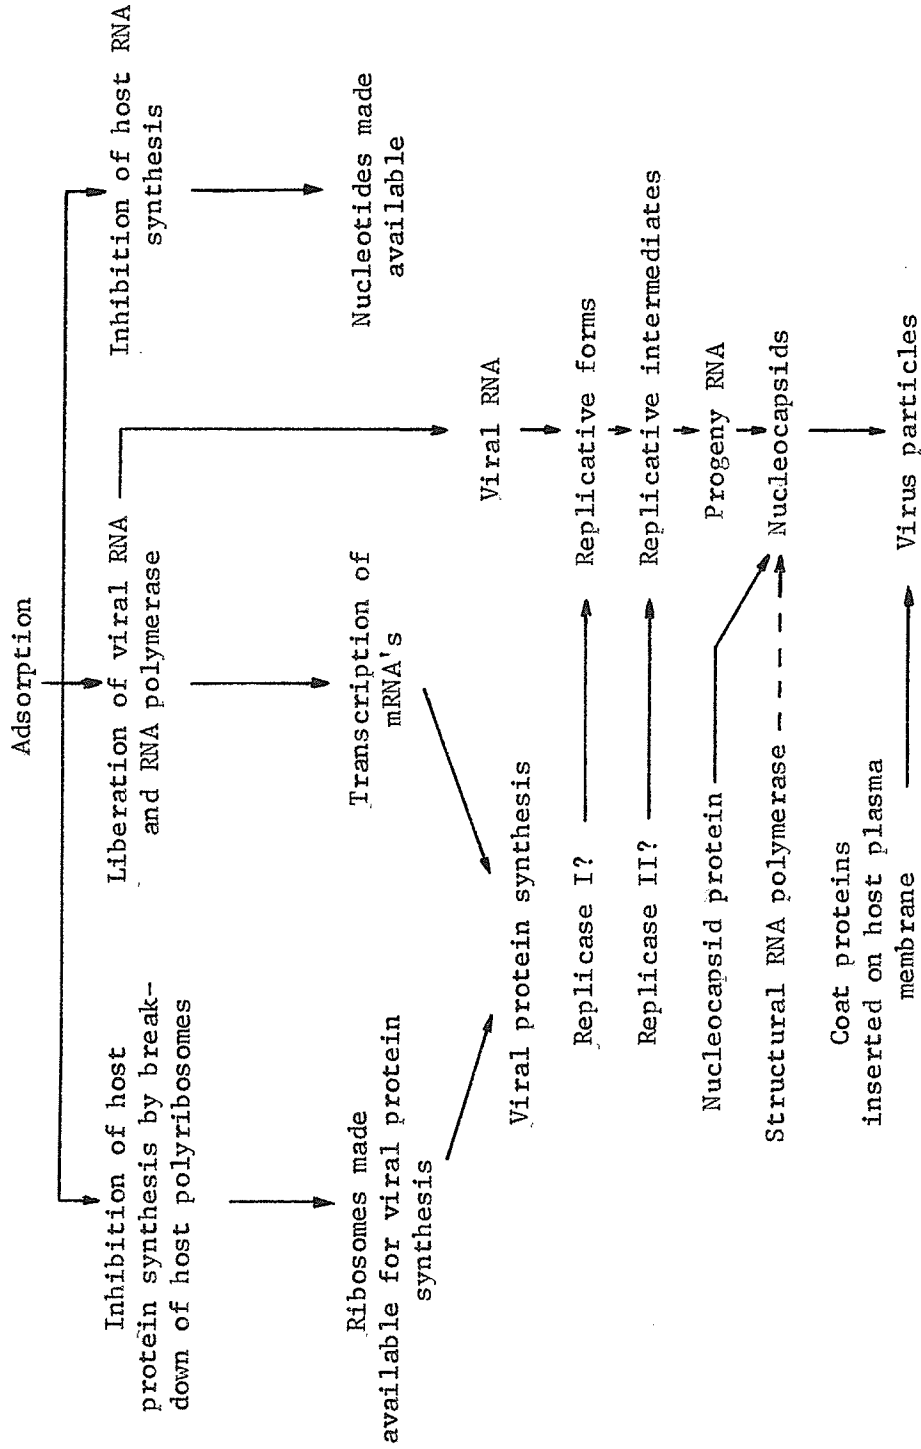 Adsorption
Inhibition of host
protein synthesis by break-
down of host polyribosomes
Liberation of viral RNA
and RNA polymerase
Inhibition of host RNA
synthesis
Ribosomes made
available for viral protein
synthesis
Transcription of
mRNA's
Nucleotides made
available
Viral protein synthesis
Viral RNA
Replicase I?
Replicative forms
Replicase II?
Replicative intermediates
Nucleocapsid protein
Progeny RNA
Structural RNA polymerase
Nucleocapsids
Coat proteins
inserted on host plasma
membrane
Virus particles